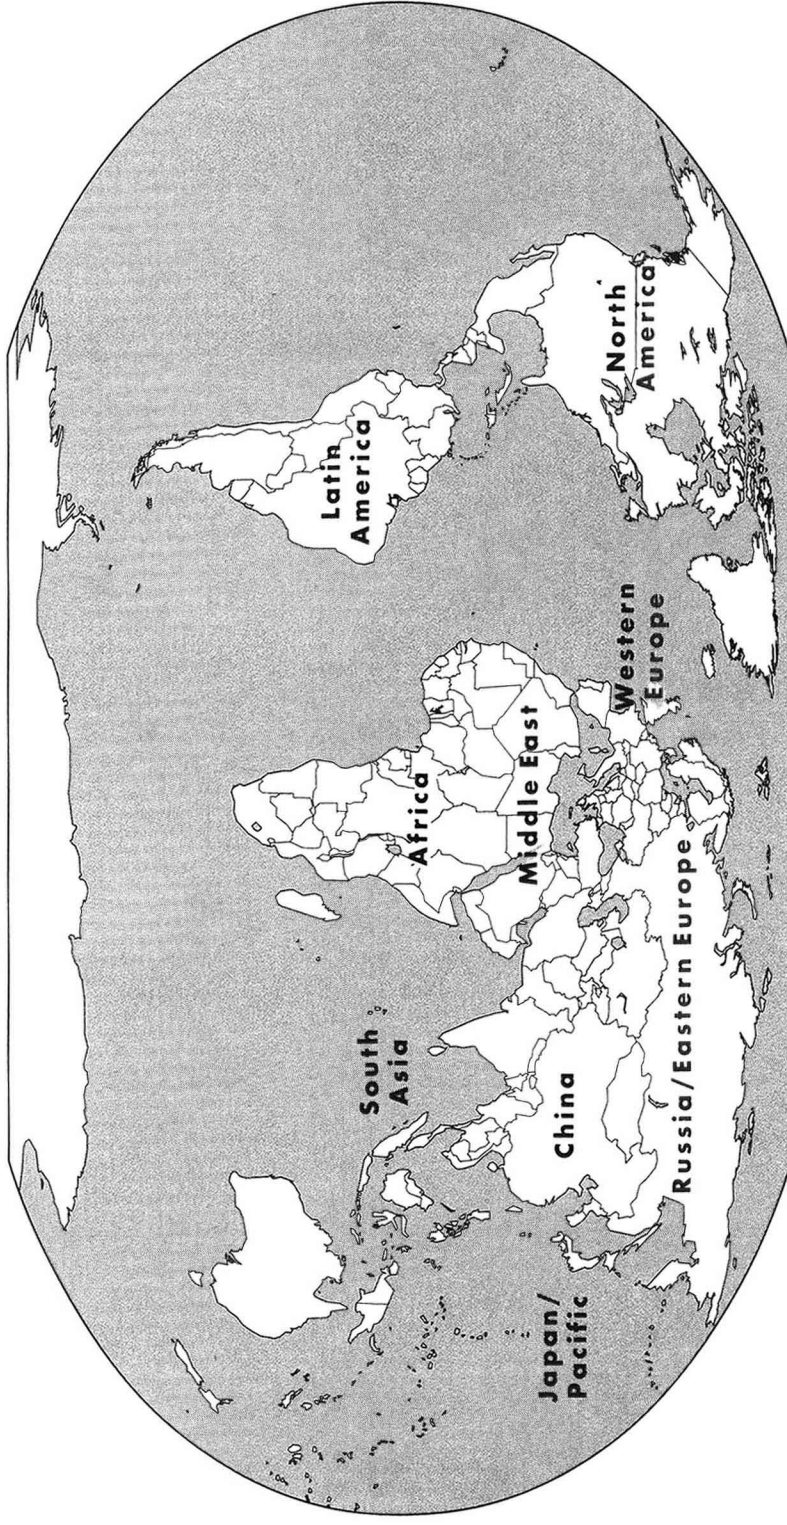 Latin
America
South
Asia
Africa
Middle East
Japan/
Pacific
China
North
America
Western
Europe
Russia/Eastern Europe